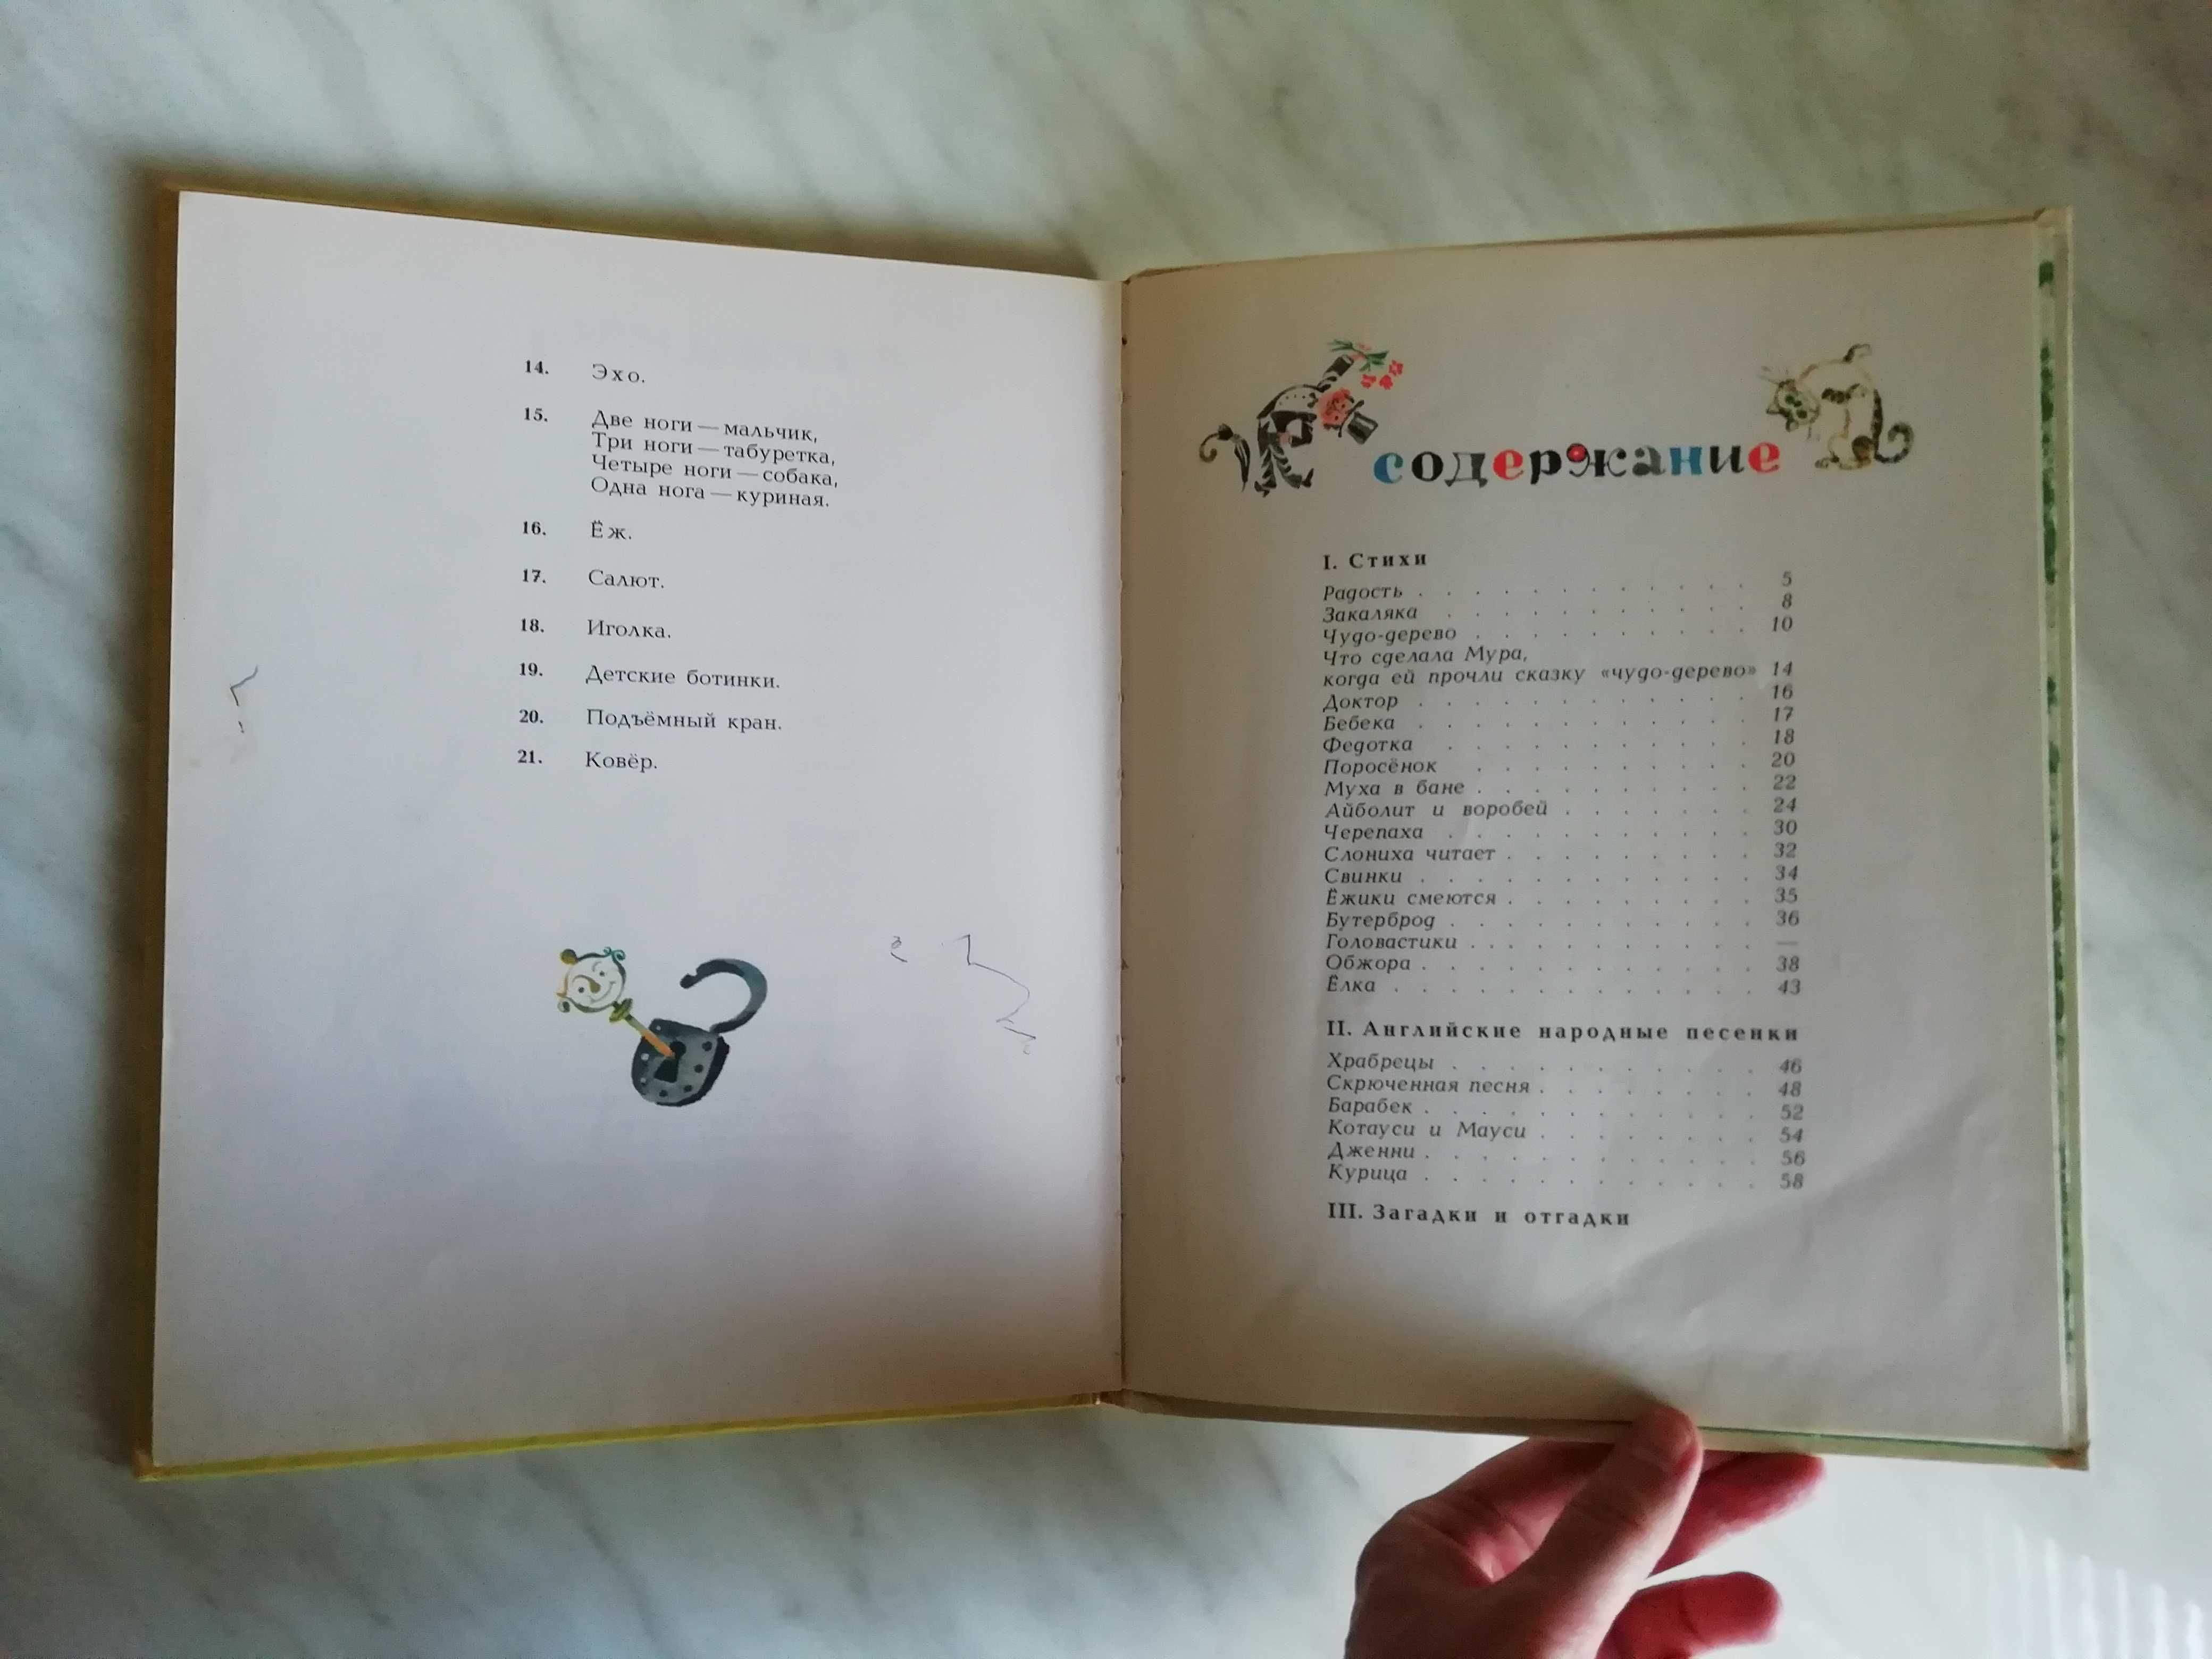 14. Эхо.
15. Две ноги — мальчик,
Три ноги — табуретка,
Четыре ноги — собака,
Одна нога — куриная.
16. Ёж.
17. Салют.
18. Иголка.
19. Детские ботинки.
20. Подъёмный кран.
21. Ковёр.
содержание
I. Стихи
Радость . . . . . . . . . . . . 5
Закаляка . . . . . . . . . . . 8
Чудо-дерево . . . . . . . . . . 10
Что сделала Мура,
когда ей прочли сказку «чудо-дерево» 14
Доктор . . . . . . . . . . . . 16
Бебека . . . . . . . . . . . . 17
Федотка . . . . . . . . . . . 18
Поросёнок . . . . . . . . . . 20
Муха в бане . . . . . . . . . . 22
Айболит и воробей . . . . . . . 24
Черепаха . . . . . . . . . . . 30
Слониха читает . . . . . . . . . 32
Свинки . . . . . . . . . . . . 34
Ёжики смеются . . . . . . . . . 35
Бутерброд . . . . . . . . . . . 36
Головастики . . . . . . . . . . —
Обжора . . . . . . . . . . . . 38
Ёлка . . . . . . . . . . . . . 43
II. Английские народные песенки
Храбрецы . . . . . . . . . . . 46
Скрюченная песня . . . . . . . . 48
Барабек . . . . . . . . . . . . 52
Котауси и Мауси . . . . . . . . 54
Дженни . . . . . . . . . . . . 56
Курица . . . . . . . . . . . . 58
III. Загадки и отгадки